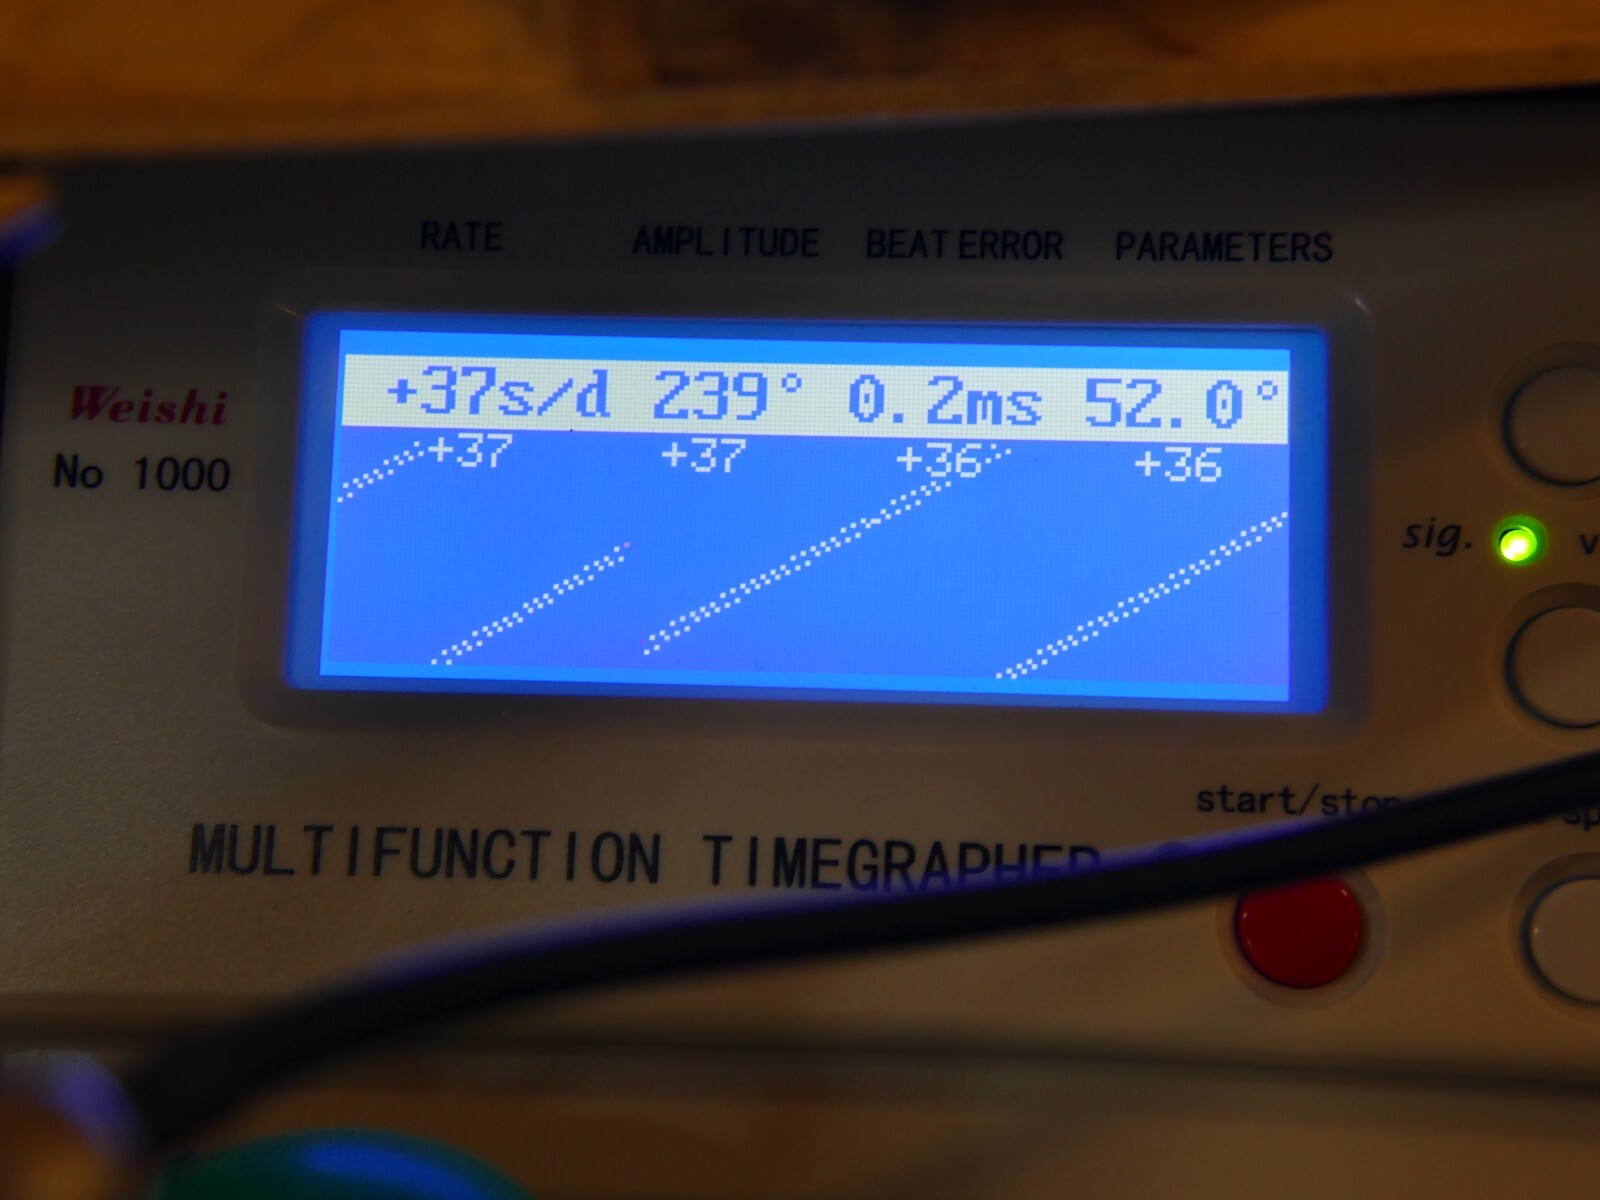 RATE AMPLITUDE BEAT ERROR PARAMETERS
+37s/d 239° 0.2ms 52.0°
+37 +37 +36 +36
Weishi
No 1000
sig.
start/stop
MULTIFUNCTION TIMEGRAPHER